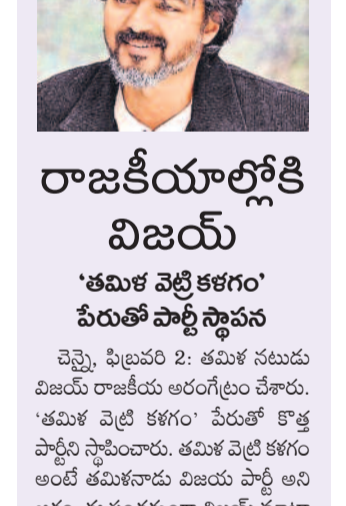 రాజకీయాల్లోకి
విజయ్
‘తమిళ వెట్రి కళగం’
పేరుతో పార్టీ స్థాపన
చెన్నై, ఫిబ్రవరి 2: తమిళ నటుడు
విజయ్ రాజకీయ అరంగేట్రం చేశారు.
‘తమిళ వెట్రి కళగం’ పేరుతో కొత్త
పార్టీని స్థాపించారు. తమిళ వెట్రి కళగం
అంటే తమిళనాడు విజయ పార్టీ అని